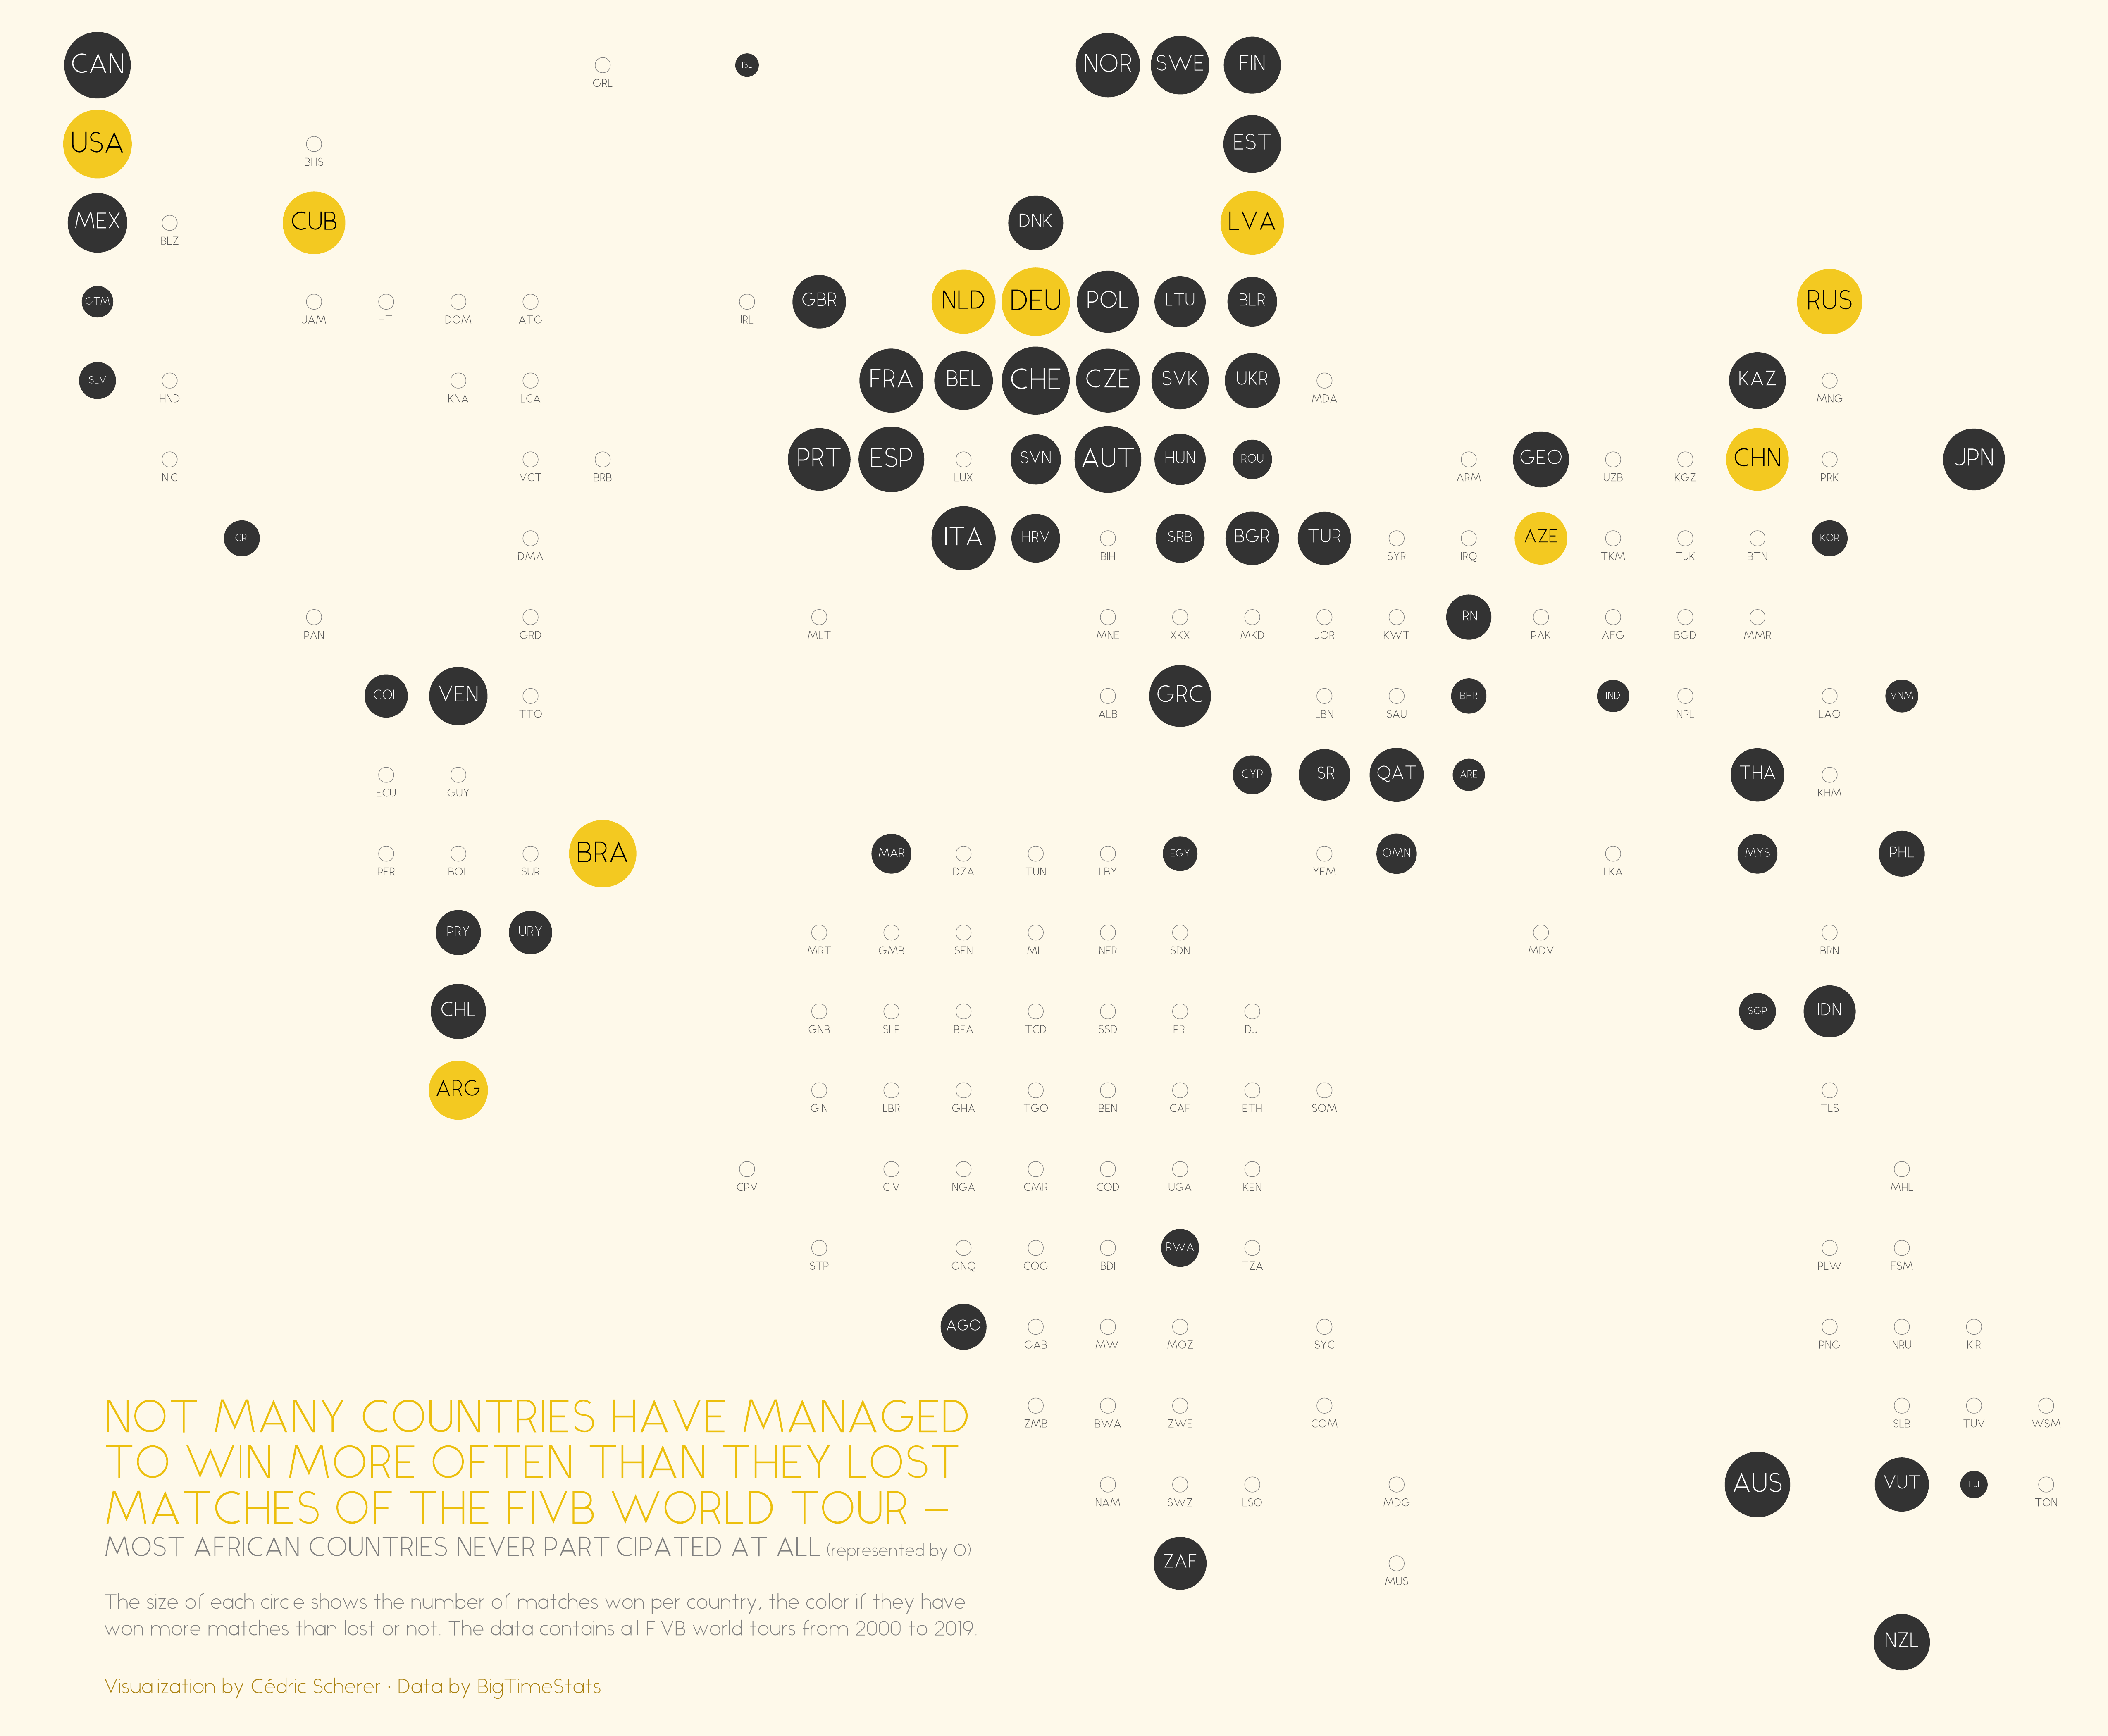 CAN GRL ISL NOR SWE FIN
USA BHS EST
MEX BLZ CUB DNK LVA
GTM JAM HTI DOM ATG IRL GBR NLD DEU POL LTU BLR RUS
SLV HND KNA LCA FRA BEL CHE CZE SVK UKR MDA KAZ MNG
NIC VCT BRB PRT ESP LUX SVN AUT HUN ROU ARM GEO UZB KGZ CHN PRK JPN
CRI DMA ITA HRV BIH SRB BGR TUR SYR IRQ AZE TKM TJK BTN KOR
PAN GRD MLT MNE XKX MKD JOR KWT IRN PAK AFG BGD MMR
COL VEN TTO ALB GRC LBN SAU BHR IND NPL LAO VNM
ECU GUY CYP ISR QAT ARE THA KHM
PER BOL SUR BRA MAR DZA TUN LBY EGY YEM OMN LKA MYS PHL
PRY URY MRT GMB SEN MLI NER SDN MDV BRN
CHL GNB SLE BFA TCD SSD ERI DJI SGP IDN
ARG GIN LBR GHA TGO BEN CAF ETH SOM TLS
CPV CIV NGA CMR COD UGA KEN MHL
STP GNQ COG BDI RWA TZA PLW FSM
AGO GAB MWI MOZ SYC PNG NRU KIR
ZMB BWA ZWE COM SLB TUV WSM
NAM SWZ LSO MDG AUS VUT FJI TON
ZAF MUS
NZL
NOT MANY COUNTRIES HAVE MANAGED
TO WIN MORE OFTEN THAN THEY LOST
MATCHES OF THE FIVB WORLD TOUR –
MOST AFRICAN COUNTRIES NEVER PARTICIPATED AT ALL (represented by O)
The size of each circle shows the number of matches won per country, the color if they have
won more matches than lost or not. The data contains all FIVB world tours from 2000 to 2019.
Visualization by Cédric Scherer · Data by BigTimeStats